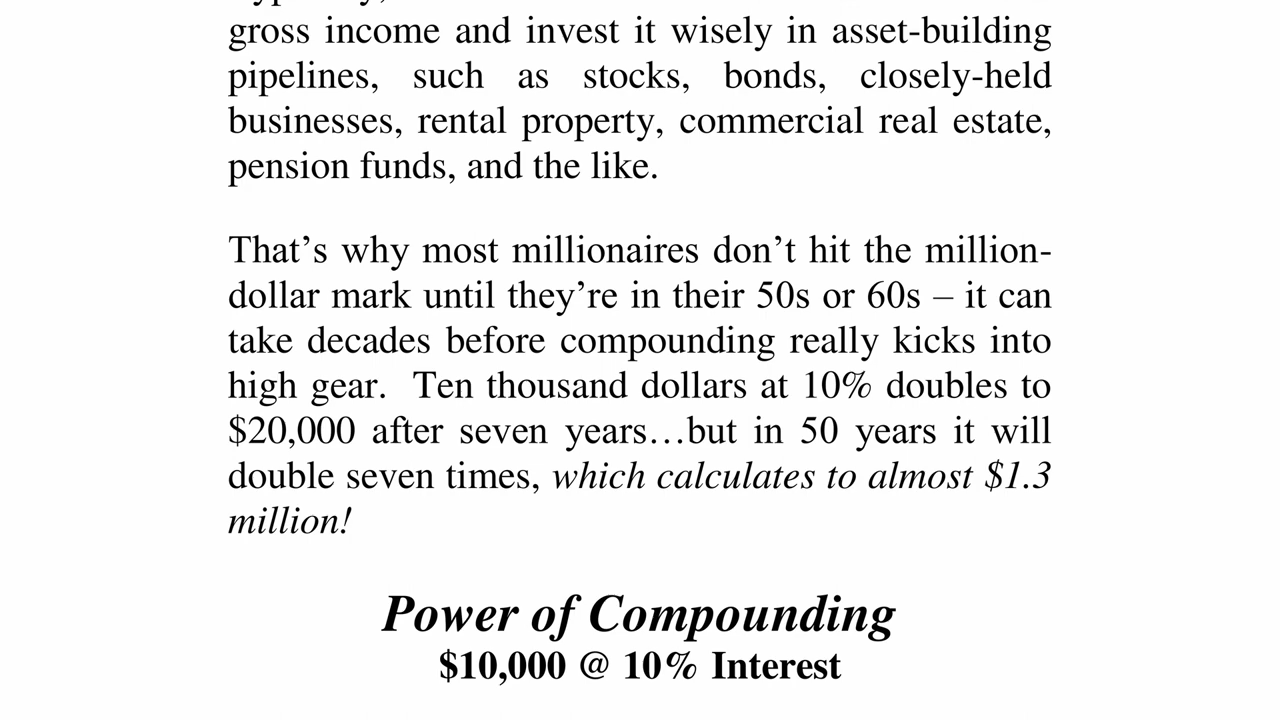 gross income and invest it wisely in asset-building
pipelines, such as stocks, bonds, closely-held
businesses, rental property, commercial real estate,
pension funds, and the like.
That’s why most millionaires don’t hit the million-
dollar mark until they’re in their 50s or 60s – it can
take decades before compounding really kicks into
high gear.  Ten thousand dollars at 10% doubles to
$20,000 after seven years…but in 50 years it will
double seven times, which calculates to almost $1.3
million!
Power of Compounding
$10,000 @ 10% Interest